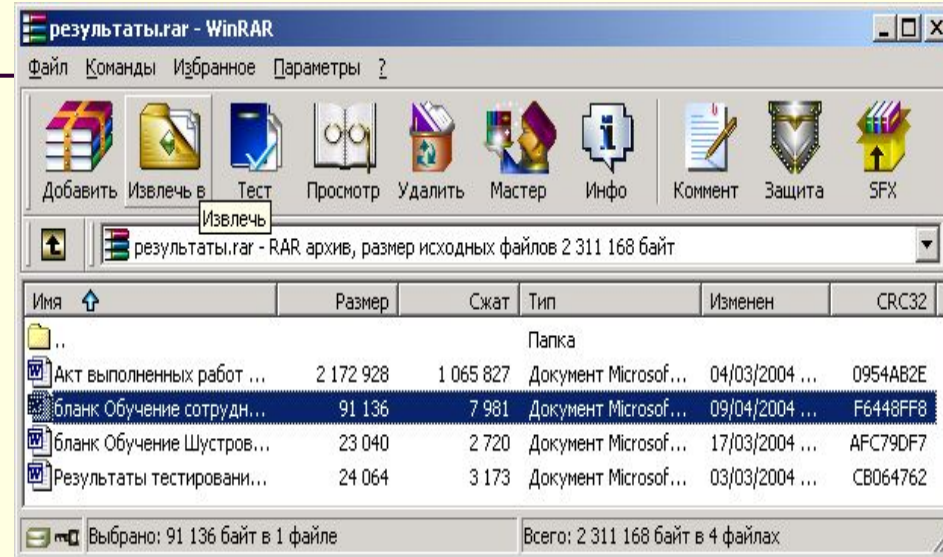 результаты.rar - WinRAR
Файл Команды Избранное Параметры ?
Добавить Извлечь в Тест Просмотр Удалить Мастер Инфо Коммент Защита SFX
Извлечь
результаты.rar - RAR архив, размер исходных файлов 2 311 168 байт
Имя Размер Сжат Тип Изменен CRC32
.. Папка
Акт выполненных работ ... 2 172 928 1 065 827 Документ Microsof... 04/03/2004 ... 0954AB2E
бланк Обучение сотрудн... 91 136 7 981 Документ Microsof... 09/04/2004 ... F6448FF8
бланк Обучение Шустров... 23 040 2 720 Документ Microsof... 17/03/2004 ... AFC79DF7
Результаты тестировани... 24 064 3 173 Документ Microsof... 03/03/2004 ... CB064762
Выбрано: 91 136 байт в 1 файле Всего: 2 311 168 байт в 4 файлах